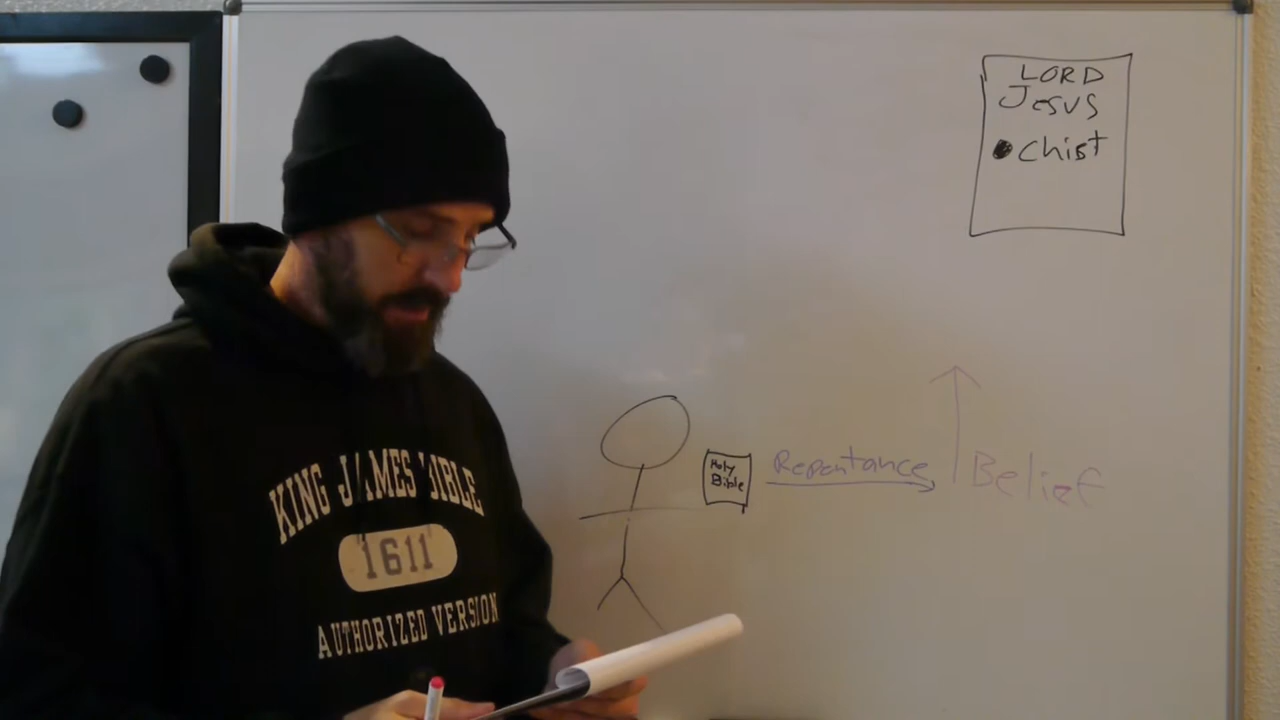 LORD
Jesus
Chist
Holy
Bible
Repentance
Belief
KING JAMES BIBLE
1611
AUTHORIZED VERSION